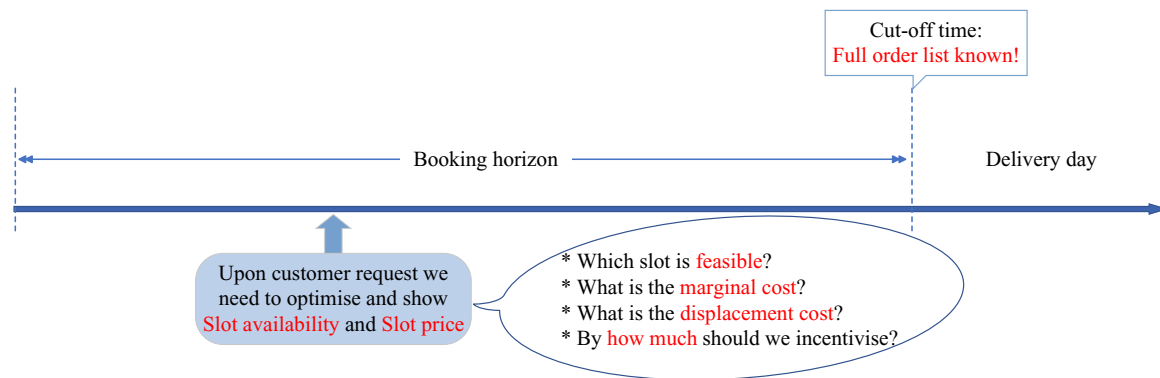 Cut-off time:
Full order list known!
Booking horizon
Delivery day
Upon customer request we
need to optimise and show
Slot availability and Slot price
* Which slot is feasible?
* What is the marginal cost?
* What is the displacement cost?
* By how much should we incentivise?